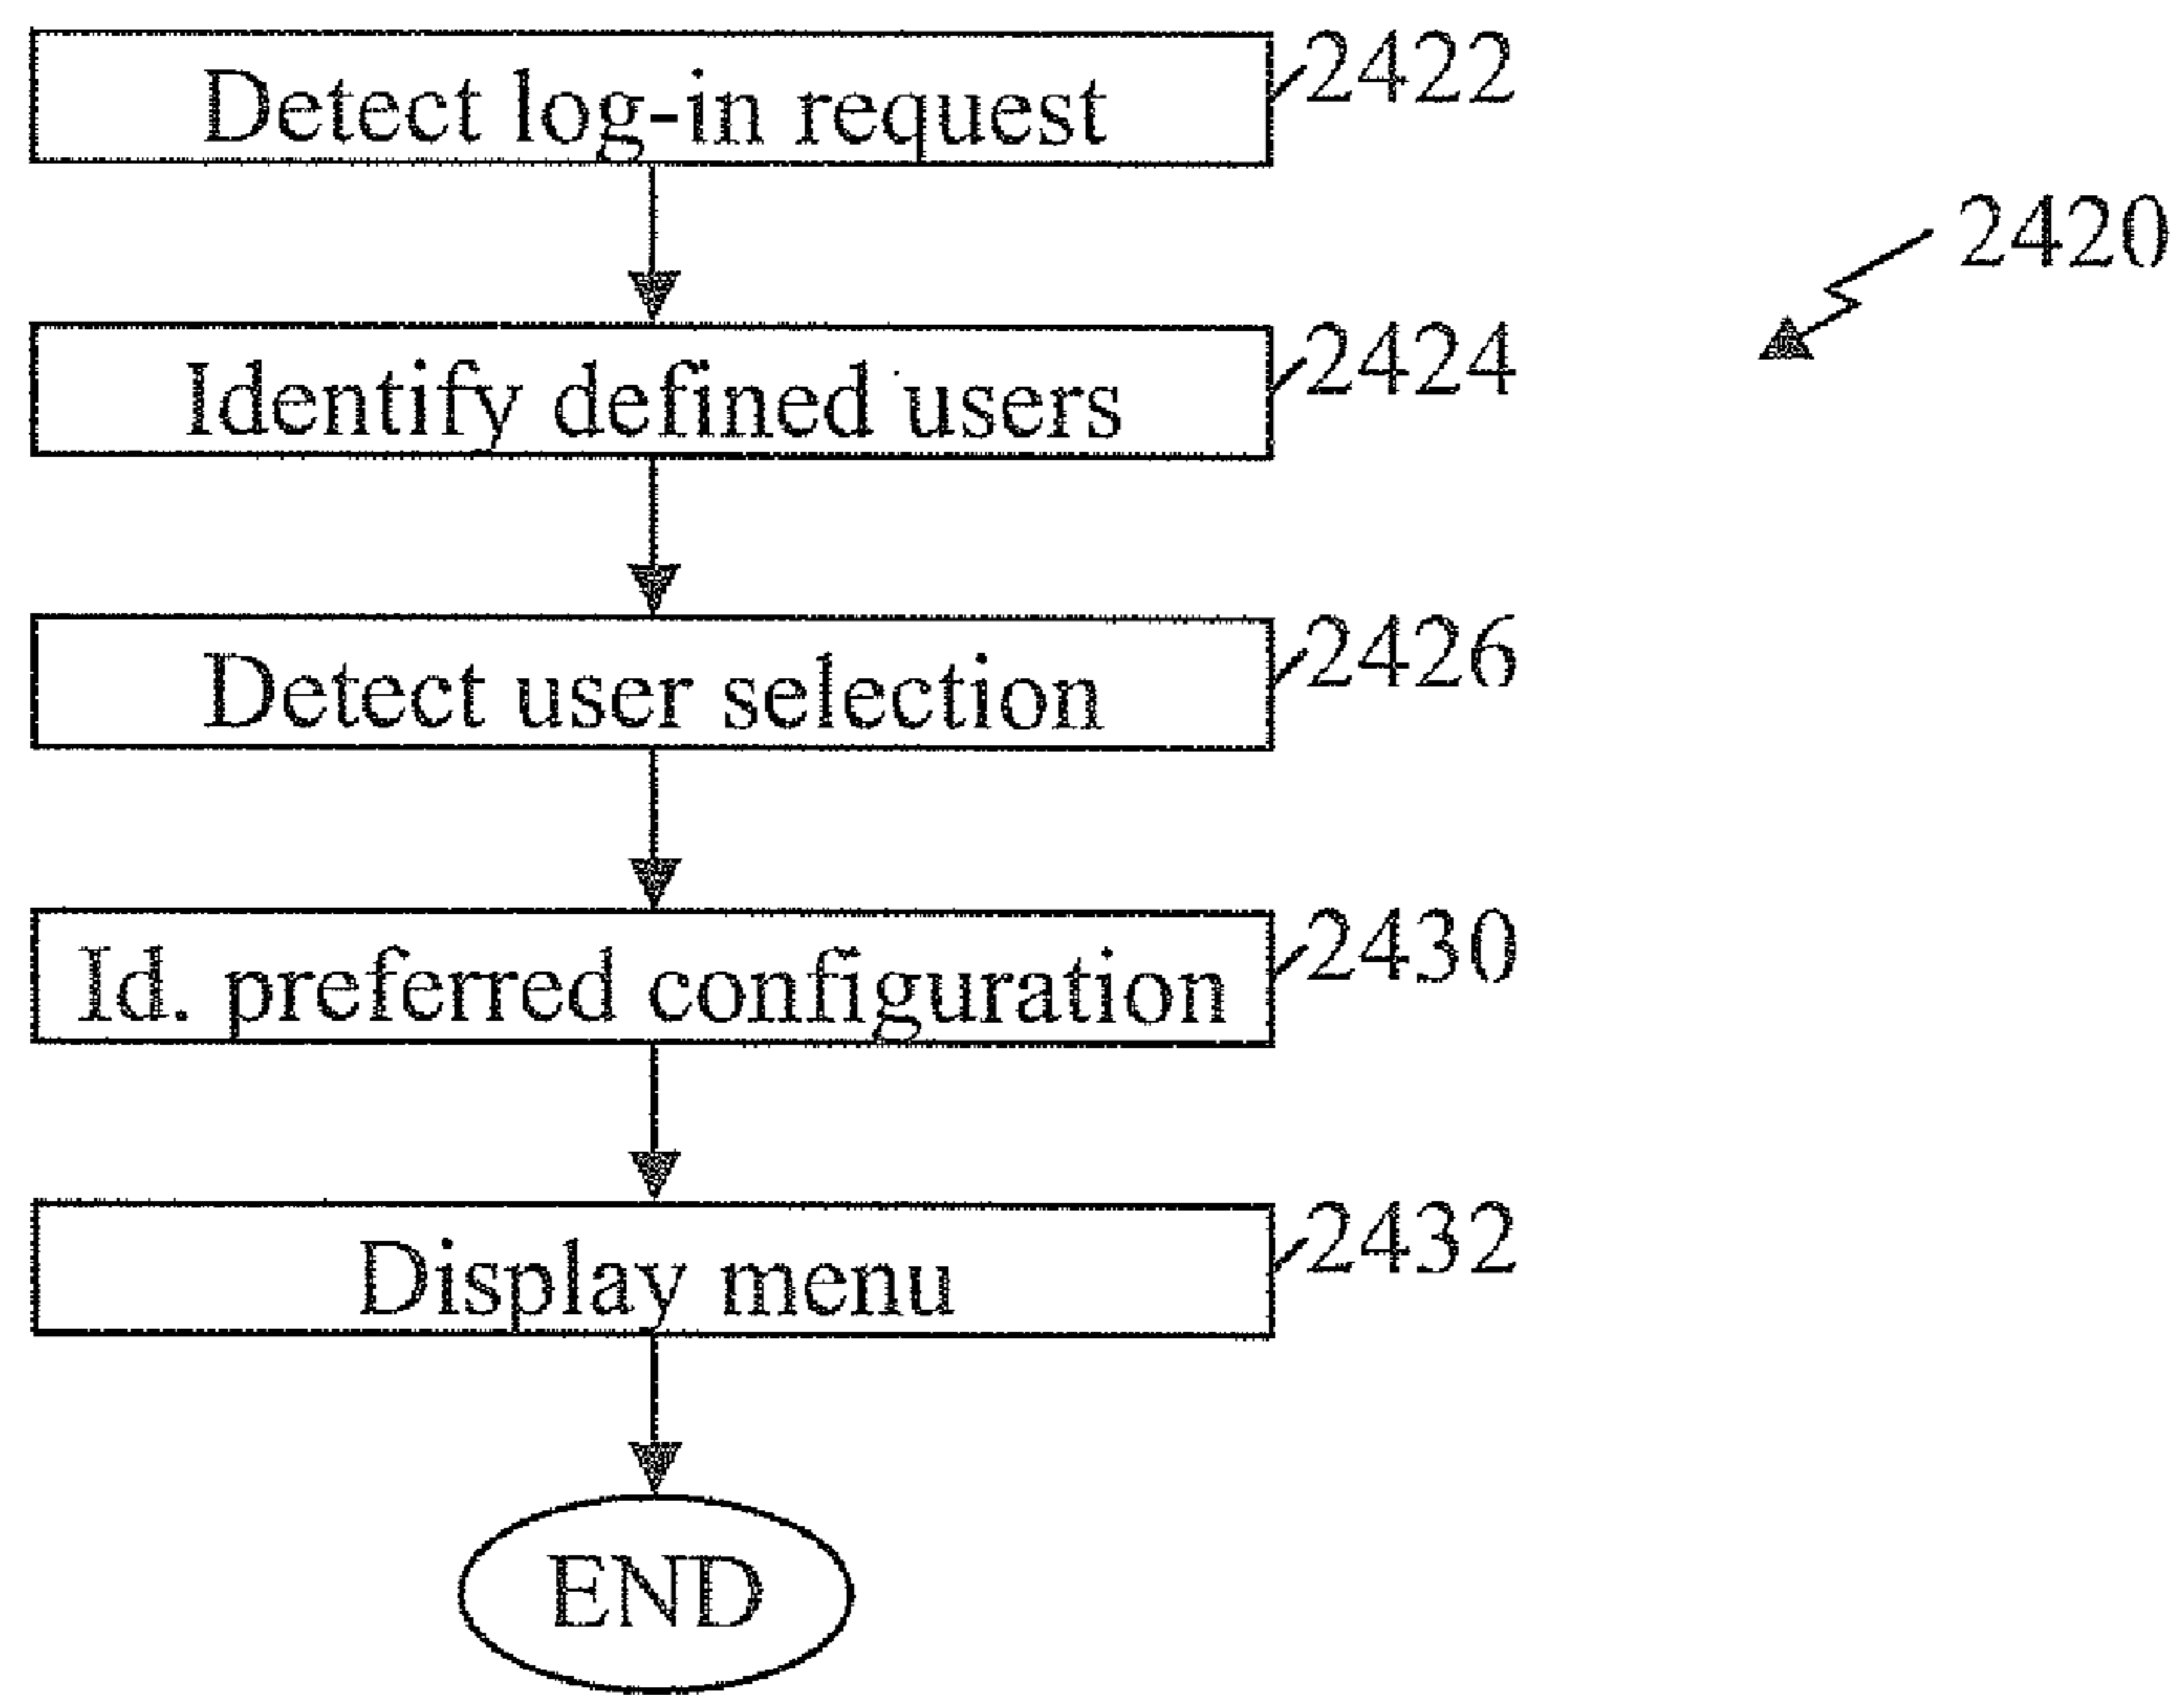 Detect log-in request 2422
2420
Identify defined users 2424
Detect user selection 2426
Id. preferred configuration 2430
Display menu 2432
END